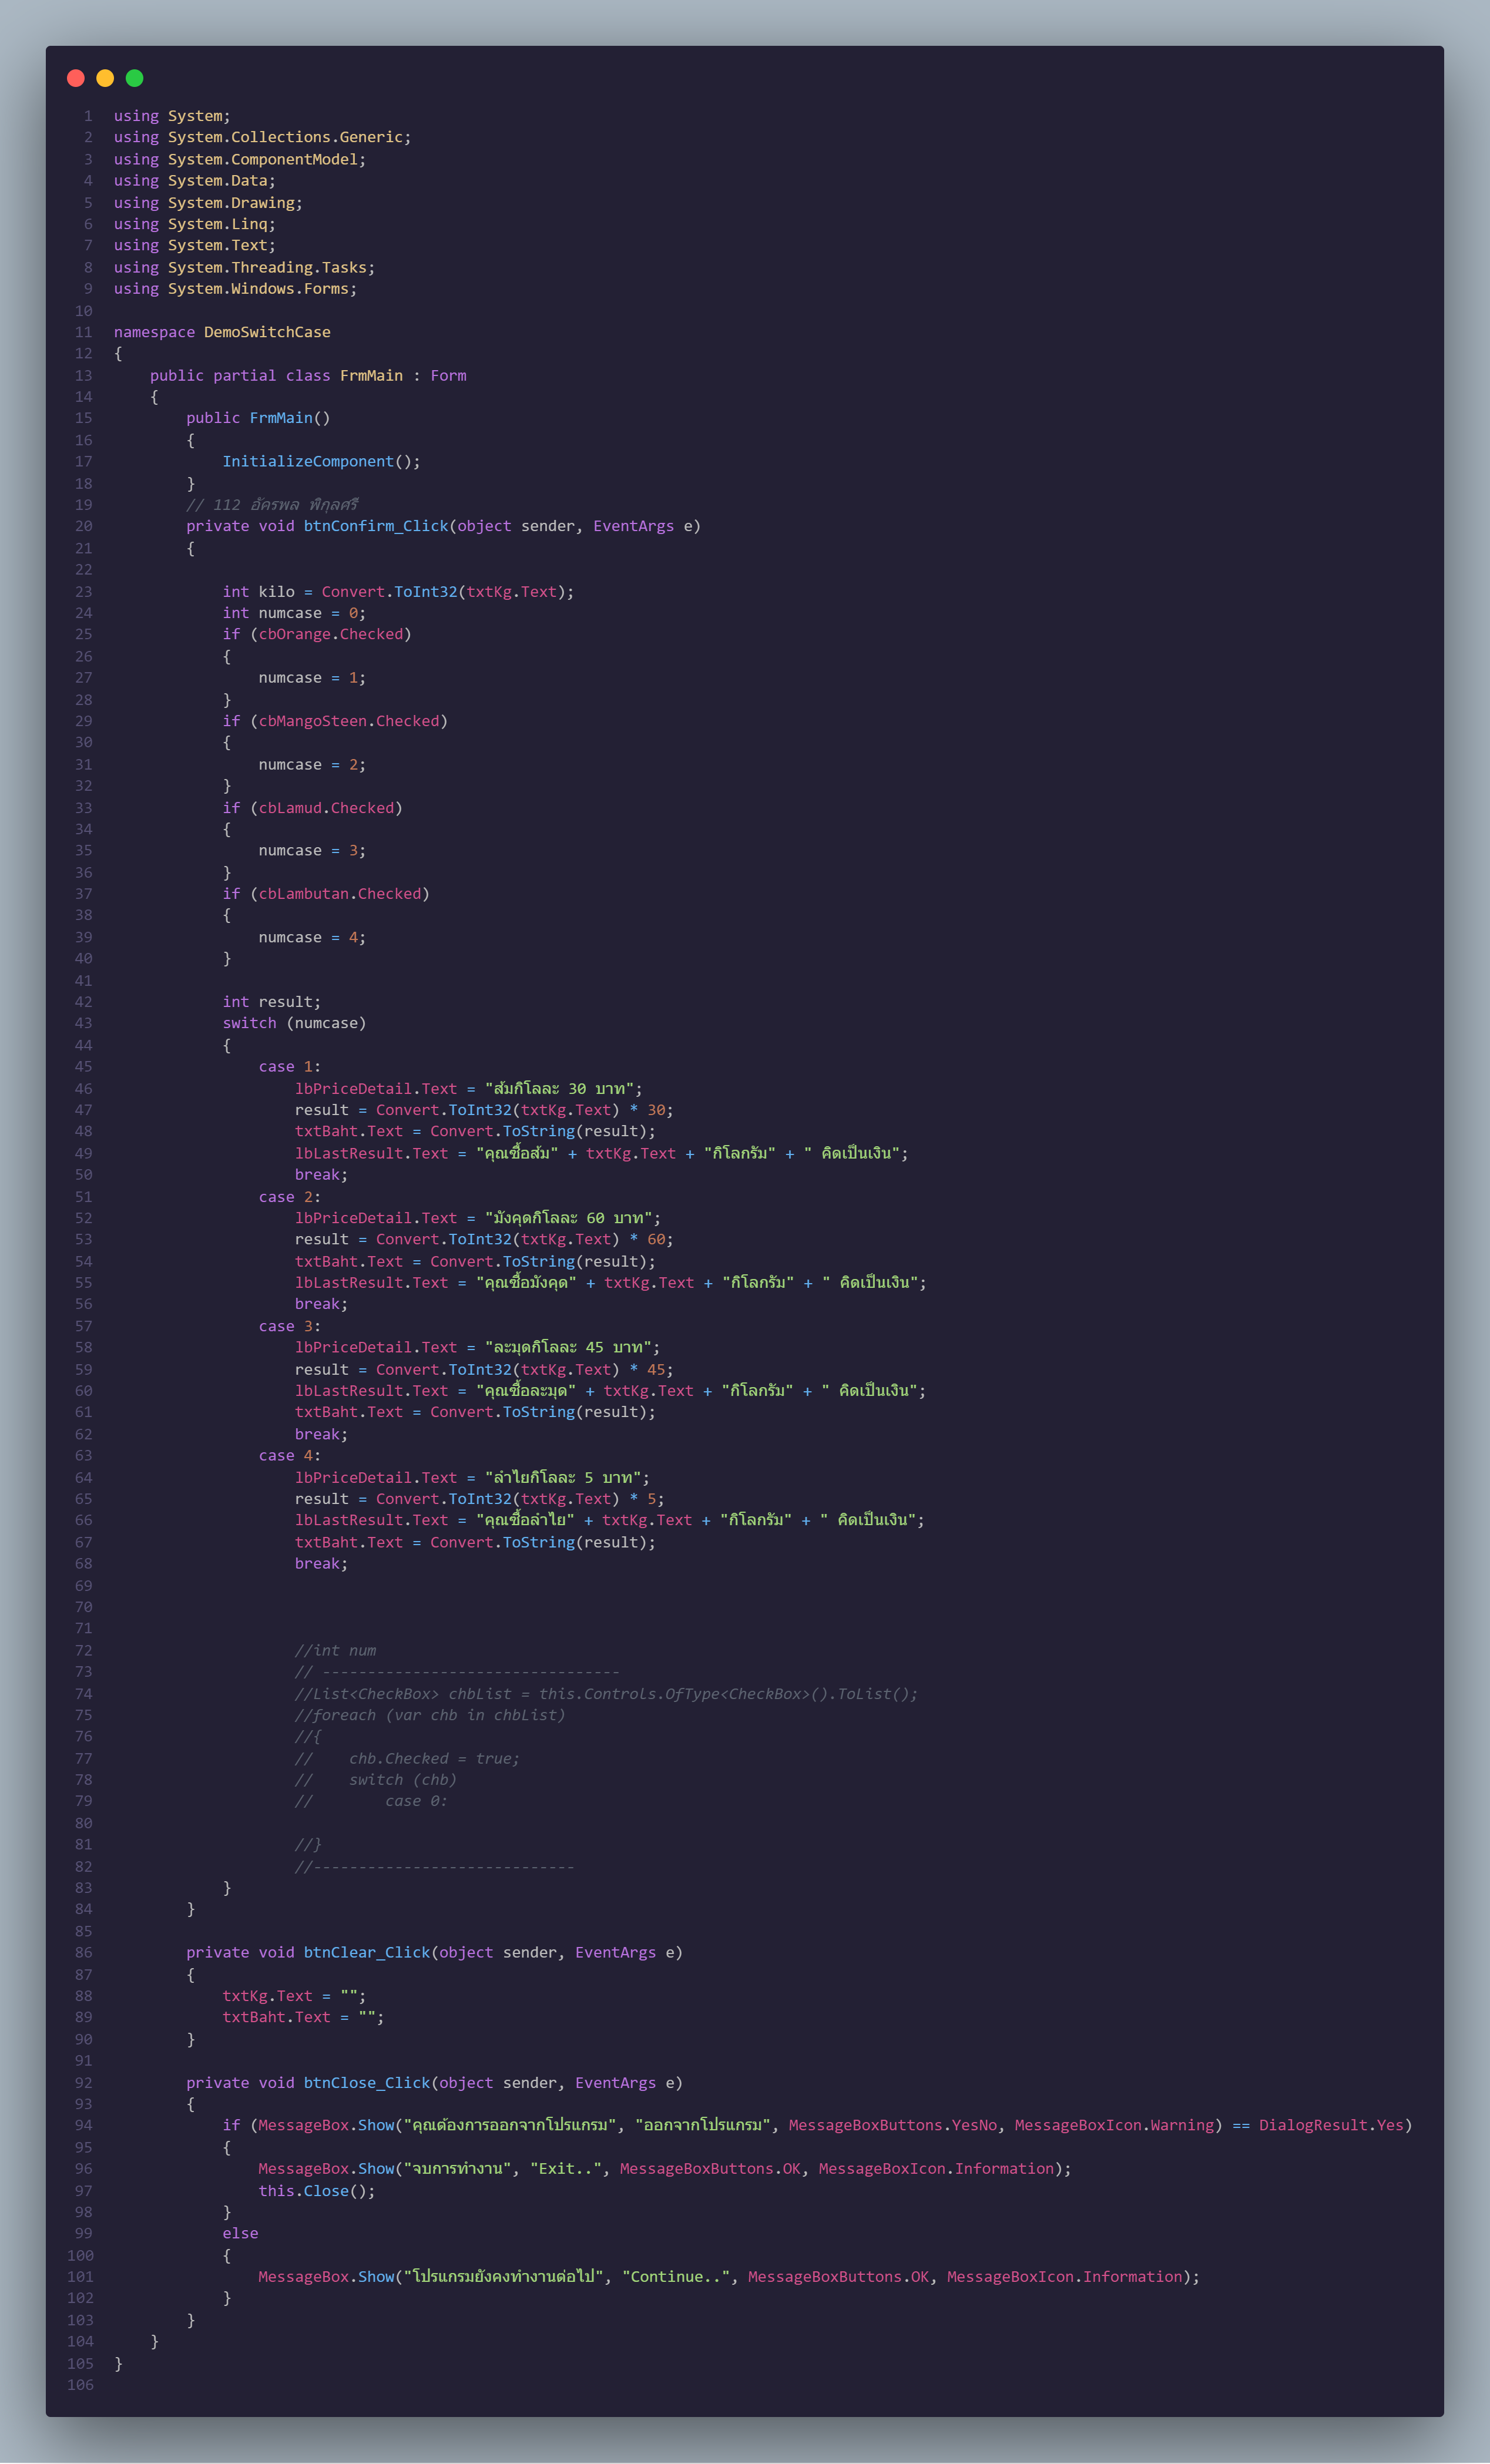 1 using System;
2 using System.Collections.Generic;
3 using System.ComponentModel;
4 using System.Data;
5 using System.Drawing;
6 using System.Linq;
7 using System.Text;
8 using System.Threading.Tasks;
9 using System.Windows.Forms;
10
11 namespace DemoSwitchCase
12 {
13     public partial class FrmMain : Form
14     {
15         public FrmMain()
16         {
17             InitializeComponent();
18         }
19         // 112 อัครพล พิกุลศรี
20         private void btnConfirm_Click(object sender, EventArgs e)
21         {
22
23             int kilo = Convert.ToInt32(txtKg.Text);
24             int numcase = 0;
25             if (cbOrange.Checked)
26             {
27                 numcase = 1;
28             }
29             if (cbMangoSteen.Checked)
30             {
31                 numcase = 2;
32             }
33             if (cbLamud.Checked)
34             {
35                 numcase = 3;
36             }
37             if (cbLambutan.Checked)
38             {
39                 numcase = 4;
40             }
41
42             int result;
43             switch (numcase)
44             {
45                 case 1:
46                     lbPriceDetail.Text = "ส้มกิโลละ 30 บาท";
47                     result = Convert.ToInt32(txtKg.Text) * 30;
48                     txtBaht.Text = Convert.ToString(result);
49                     lbLastResult.Text = "คุณซื้อส้ม" + txtKg.Text + "กิโลกรัม" + " คิดเป็นเงิน";
50                     break;
51                 case 2:
52                     lbPriceDetail.Text = "มังคุดกิโลละ 60 บาท";
53                     result = Convert.ToInt32(txtKg.Text) * 60;
54                     txtBaht.Text = Convert.ToString(result);
55                     lbLastResult.Text = "คุณซื้อมังคุด" + txtKg.Text + "กิโลกรัม" + " คิดเป็นเงิน";
56                     break;
57                 case 3:
58                     lbPriceDetail.Text = "ละมุดกิโลละ 45 บาท";
59                     result = Convert.ToInt32(txtKg.Text) * 45;
60                     lbLastResult.Text = "คุณซื้อละมุด" + txtKg.Text + "กิโลกรัม" + " คิดเป็นเงิน";
61                     txtBaht.Text = Convert.ToString(result);
62                     break;
63                 case 4:
64                     lbPriceDetail.Text = "ลำไยกิโลละ 5 บาท";
65                     result = Convert.ToInt32(txtKg.Text) * 5;
66                     lbLastResult.Text = "คุณซื้อลำไย" + txtKg.Text + "กิโลกรัม" + " คิดเป็นเงิน";
67                     txtBaht.Text = Convert.ToString(result);
68                     break;
69
70
71
72                     //int num
73                     // ---------------------------------
74                     //List<CheckBox> chbList = this.Controls.OfType<CheckBox>().ToList();
75                     //foreach (var chb in chbList)
76                     //{
77                     //    chb.Checked = true;
78                     //    switch (chb)
79                     //        case 0:
80
81                     //}
82                     //-----------------------------
83             }
84         }
85
86         private void btnClear_Click(object sender, EventArgs e)
87         {
88             txtKg.Text = "";
89             txtBaht.Text = "";
90         }
91
92         private void btnClose_Click(object sender, EventArgs e)
93         {
94             if (MessageBox.Show("คุณต้องการออกจากโปรแกรม", "ออกจากโปรแกรม", MessageBoxButtons.YesNo, MessageBoxIcon.Warning) == DialogResult.Yes)
95             {
96                 MessageBox.Show("จบการทำงาน", "Exit..", MessageBoxButtons.OK, MessageBoxIcon.Information);
97                 this.Close();
98             }
99             else
100             {
101                 MessageBox.Show("โปรแกรมยังคงทำงานต่อไป", "Continue..", MessageBoxButtons.OK, MessageBoxIcon.Information);
102             }
103         }
104     }
105 }
106